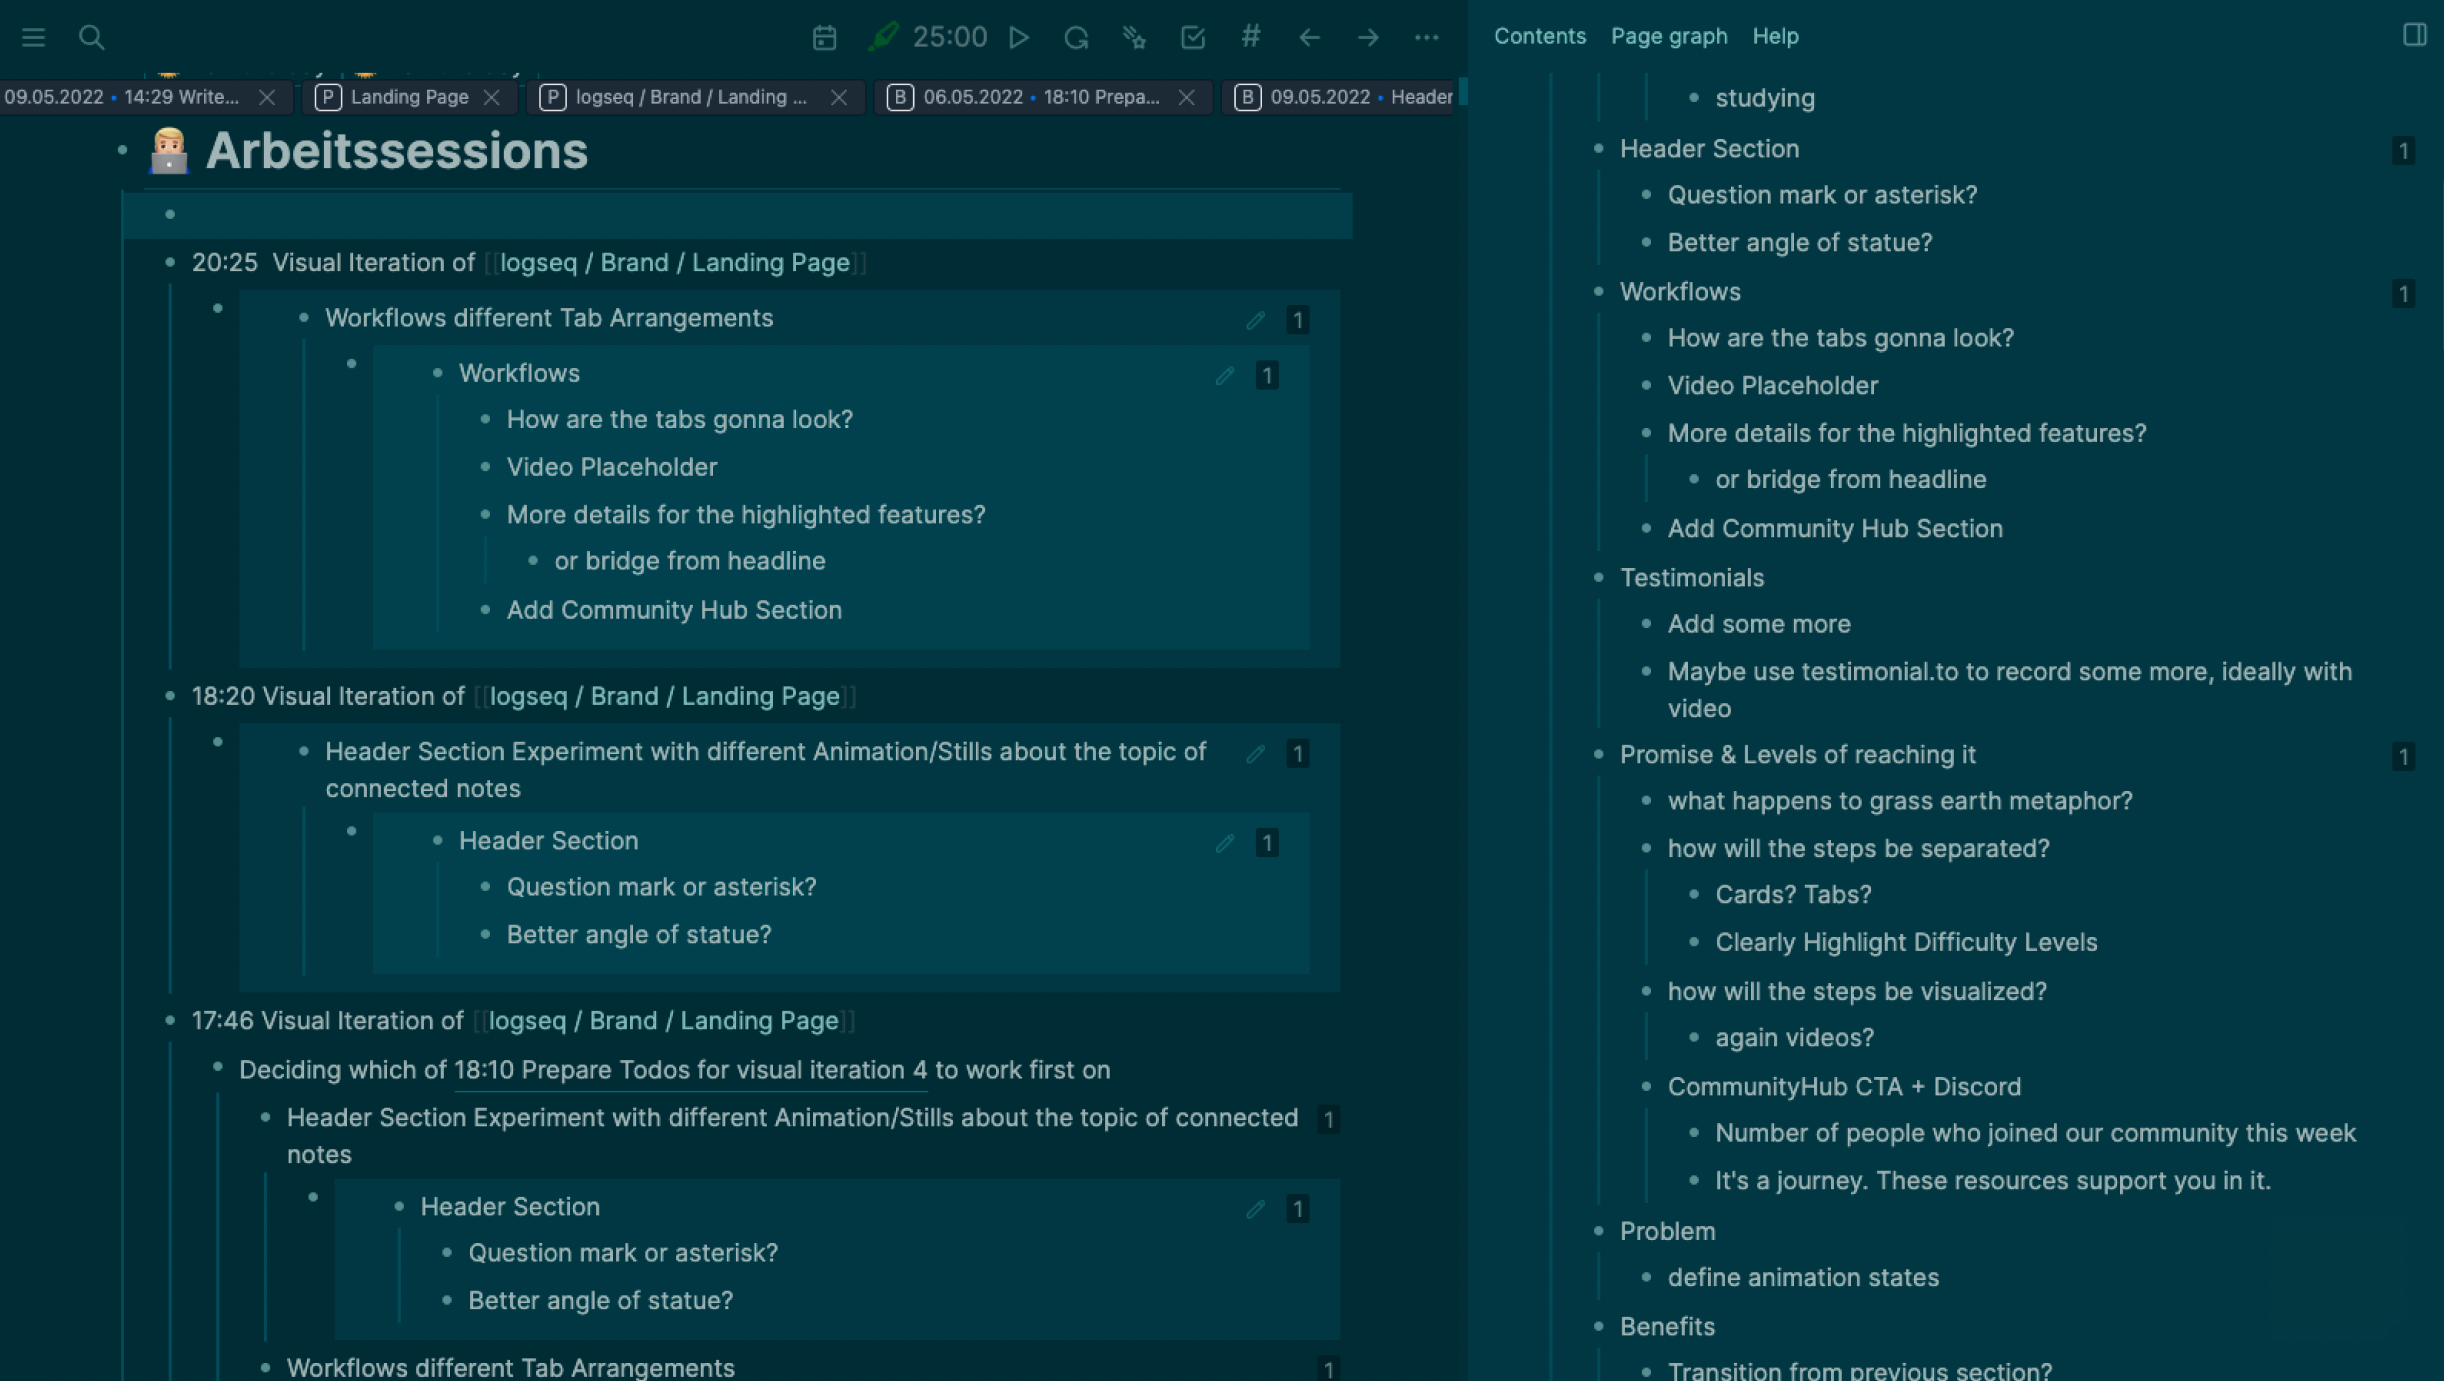 25:00
09.05.2022 • 14:29 Write...
P Landing Page
P logseq / Brand / Landing ...
B 06.05.2022 • 18:10 Prepa...
B 09.05.2022 • Header
Arbeitssessions
20:25 Visual Iteration of [[logseq / Brand / Landing Page]]
Workflows different Tab Arrangements 1
Workflows 1
How are the tabs gonna look?
Video Placeholder
More details for the highlighted features?
or bridge from headline
Add Community Hub Section
18:20 Visual Iteration of [[logseq / Brand / Landing Page]]
Header Section Experiment with different Animation/Stills about the topic of 1
connected notes
Header Section 1
Question mark or asterisk?
Better angle of statue?
17:46 Visual Iteration of [[logseq / Brand / Landing Page]]
Deciding which of 18:10 Prepare Todos for visual iteration 4 to work first on
Header Section Experiment with different Animation/Stills about the topic of connected 1
notes
Header Section 1
Question mark or asterisk?
Better angle of statue?
Workflows different Tab Arrangements 1
Contents Page graph Help
studying
Header Section 1
Question mark or asterisk?
Better angle of statue?
Workflows 1
How are the tabs gonna look?
Video Placeholder
More details for the highlighted features?
or bridge from headline
Add Community Hub Section
Testimonials
Add some more
Maybe use testimonial.to to record some more, ideally with
video
Promise & Levels of reaching it 1
what happens to grass earth metaphor?
how will the steps be separated?
Cards? Tabs?
Clearly Highlight Difficulty Levels
how will the steps be visualized?
again videos?
CommunityHub CTA + Discord
Number of people who joined our community this week
It's a journey. These resources support you in it.
Problem
define animation states
Benefits
Transition from previous section?